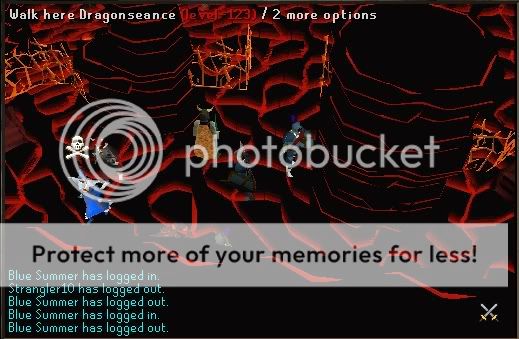 Walk here Dragonseance (level-123) / 2 more options
photobucket
Protect more of your memories for less!
Blue Summer has logged in.
Strangler10 has logged out.
Blue Summer has logged out.
Blue Summer has logged in.
Blue Summer has logged out.